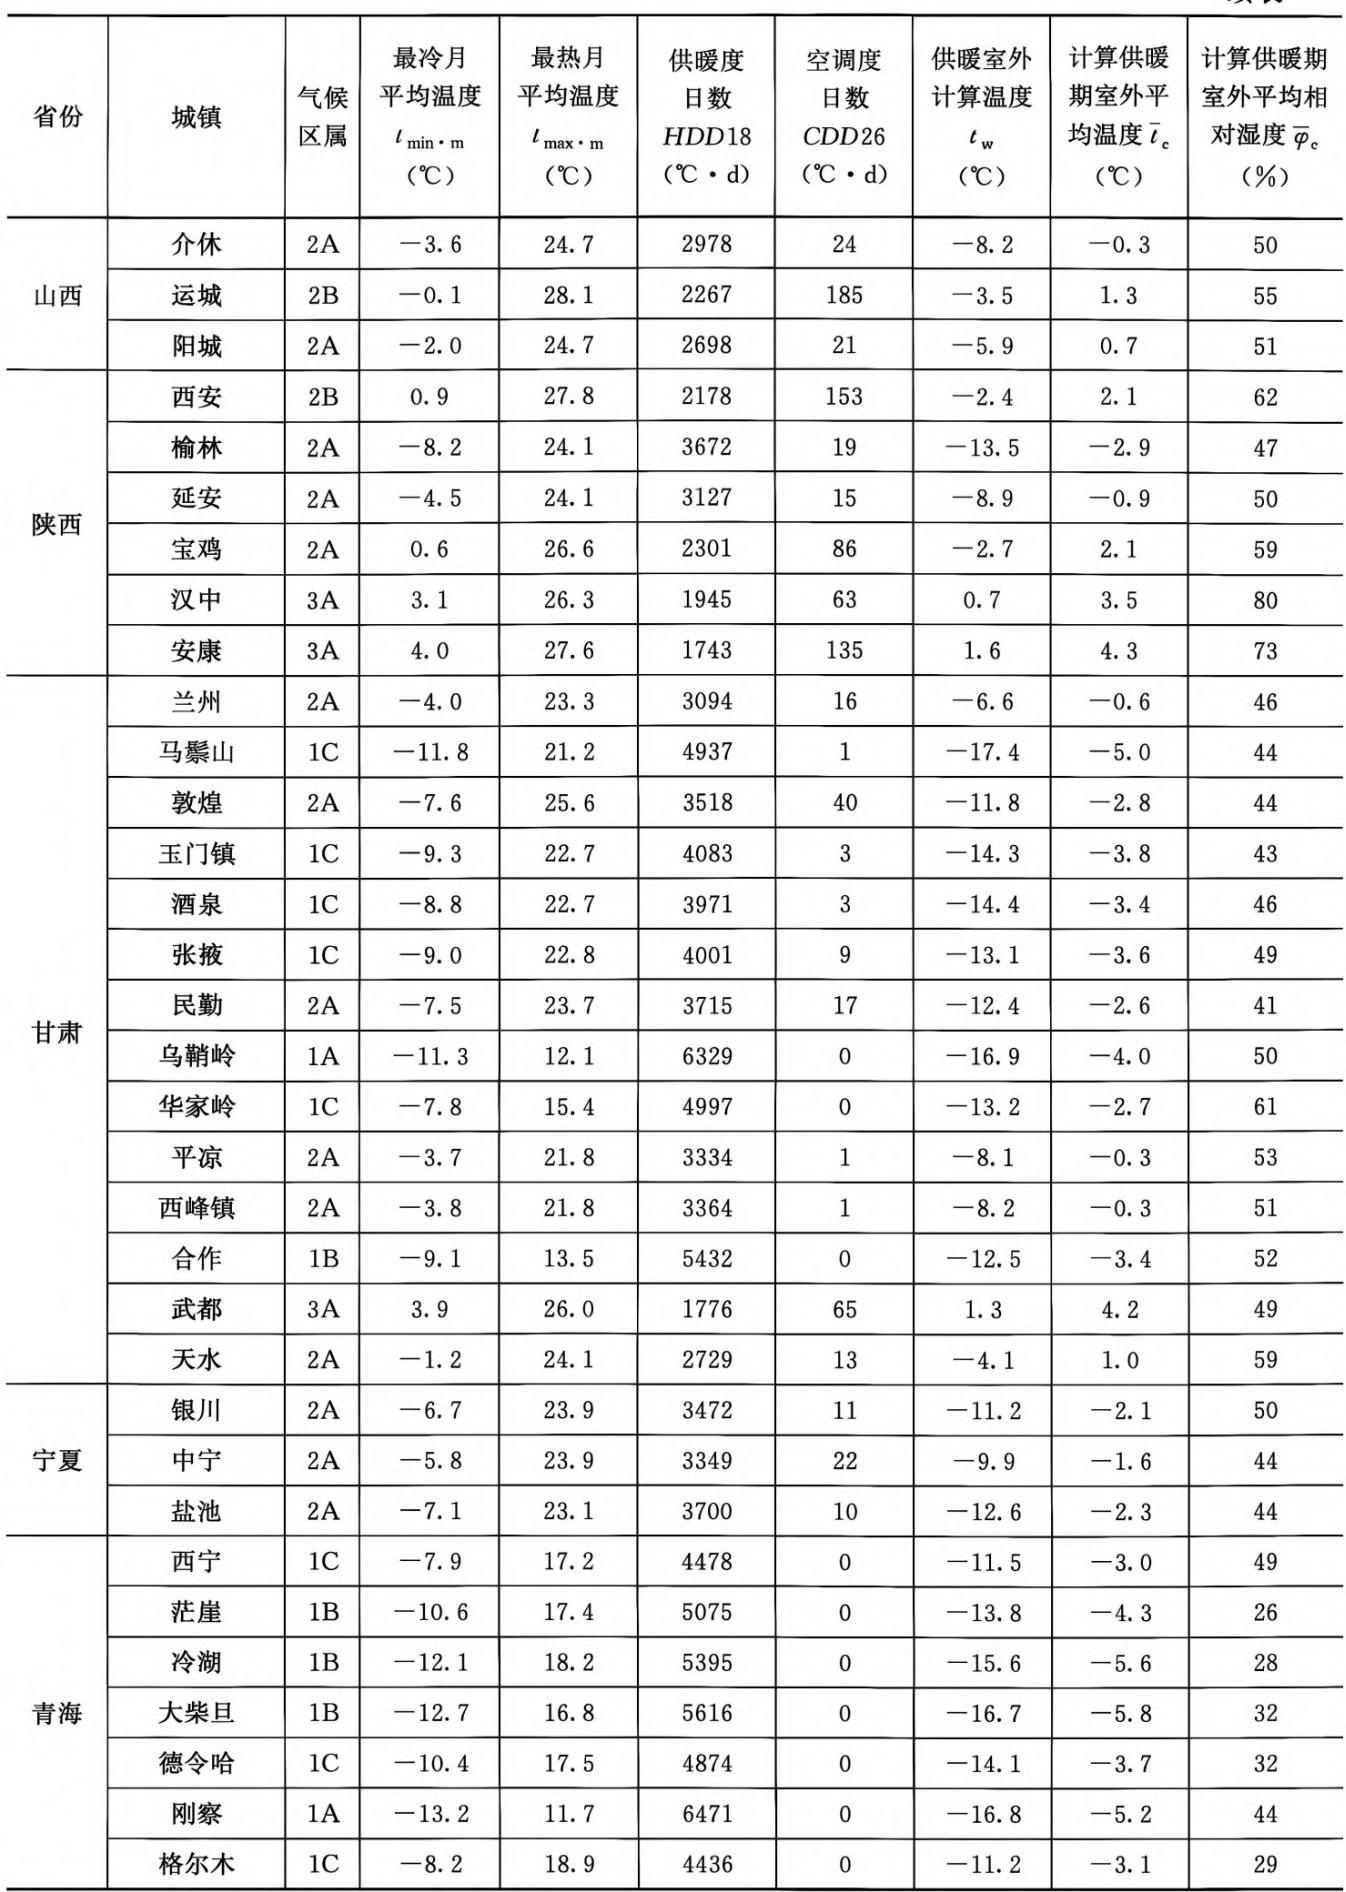 省份 城镇 气候区属 最冷月平均温度 t min·m (℃) 最热月平均温度 t max·m (℃) 供暖度日数 HDD18 (℃·d) 空调度日数 CDD26 (℃·d) 供暖室外计算温度 t w (℃) 计算供暖期室外平均温度 t̄c (℃) 计算供暖期室外平均相对湿度 φ̄c (%)
山西 介休 2A —3.6 24.7 2978 24 —8.2 —0.3 50
运城 2B —0.1 28.1 2267 185 —3.5 1.3 55
阳城 2A —2.0 24.7 2698 21 —5.9 0.7 51
陕西 西安 2B 0.9 27.8 2178 153 —2.4 2.1 62
榆林 2A —8.2 24.1 3672 19 —13.5 —2.9 47
延安 2A —4.5 24.1 3127 15 —8.9 —0.9 50
宝鸡 2A 0.6 26.6 2301 86 —2.7 2.1 59
汉中 3A 3.1 26.3 1945 63 0.7 3.5 80
安康 3A 4.0 27.6 1743 135 1.6 4.3 73
甘肃 兰州 2A —4.0 23.3 3094 16 —6.6 —0.6 46
马鬃山 1C —11.8 21.2 4937 1 —17.4 —5.0 44
敦煌 2A —7.6 25.6 3518 40 —11.8 —2.8 44
玉门镇 1C —9.3 22.7 4083 3 —14.3 —3.8 43
酒泉 1C —8.8 22.7 3971 3 —14.4 —3.4 46
张掖 1C —9.0 22.8 4001 9 —13.1 —3.6 49
民勤 2A —7.5 23.7 3715 17 —12.4 —2.6 41
乌鞘岭 1A —11.3 12.1 6329 0 —16.9 —4.0 50
华家岭 1C —7.8 15.4 4997 0 —13.2 —2.7 61
平凉 2A —3.7 21.8 3334 1 —8.1 —0.3 53
西峰镇 2A —3.8 21.8 3364 1 —8.2 —0.3 51
合作 1B —9.1 13.5 5432 0 —12.5 —3.4 52
武都 3A 3.9 26.0 1776 65 1.3 4.2 49
天水 2A —1.2 24.1 2729 13 —4.1 1.0 59
宁夏 银川 2A —6.7 23.9 3472 11 —11.2 —2.1 50
中宁 2A —5.8 23.9 3349 22 —9.9 —1.6 44
盐池 2A —7.1 23.1 3700 10 —12.6 —2.3 44
青海 西宁 1C —7.9 17.2 4478 0 —11.5 —3.0 49
茫崖 1B —10.6 17.4 5075 0 —13.8 —4.3 26
冷湖 1B —12.1 18.2 5395 0 —15.6 —5.6 28
大柴旦 1B —12.7 16.8 5616 0 —16.7 —5.8 32
德令哈 1C —10.4 17.5 4874 0 —14.1 —3.7 32
刚察 1A —13.2 11.7 6471 0 —16.8 —5.2 44
格尔木 1C —8.2 18.9 4436 0 —11.2 —3.1 29